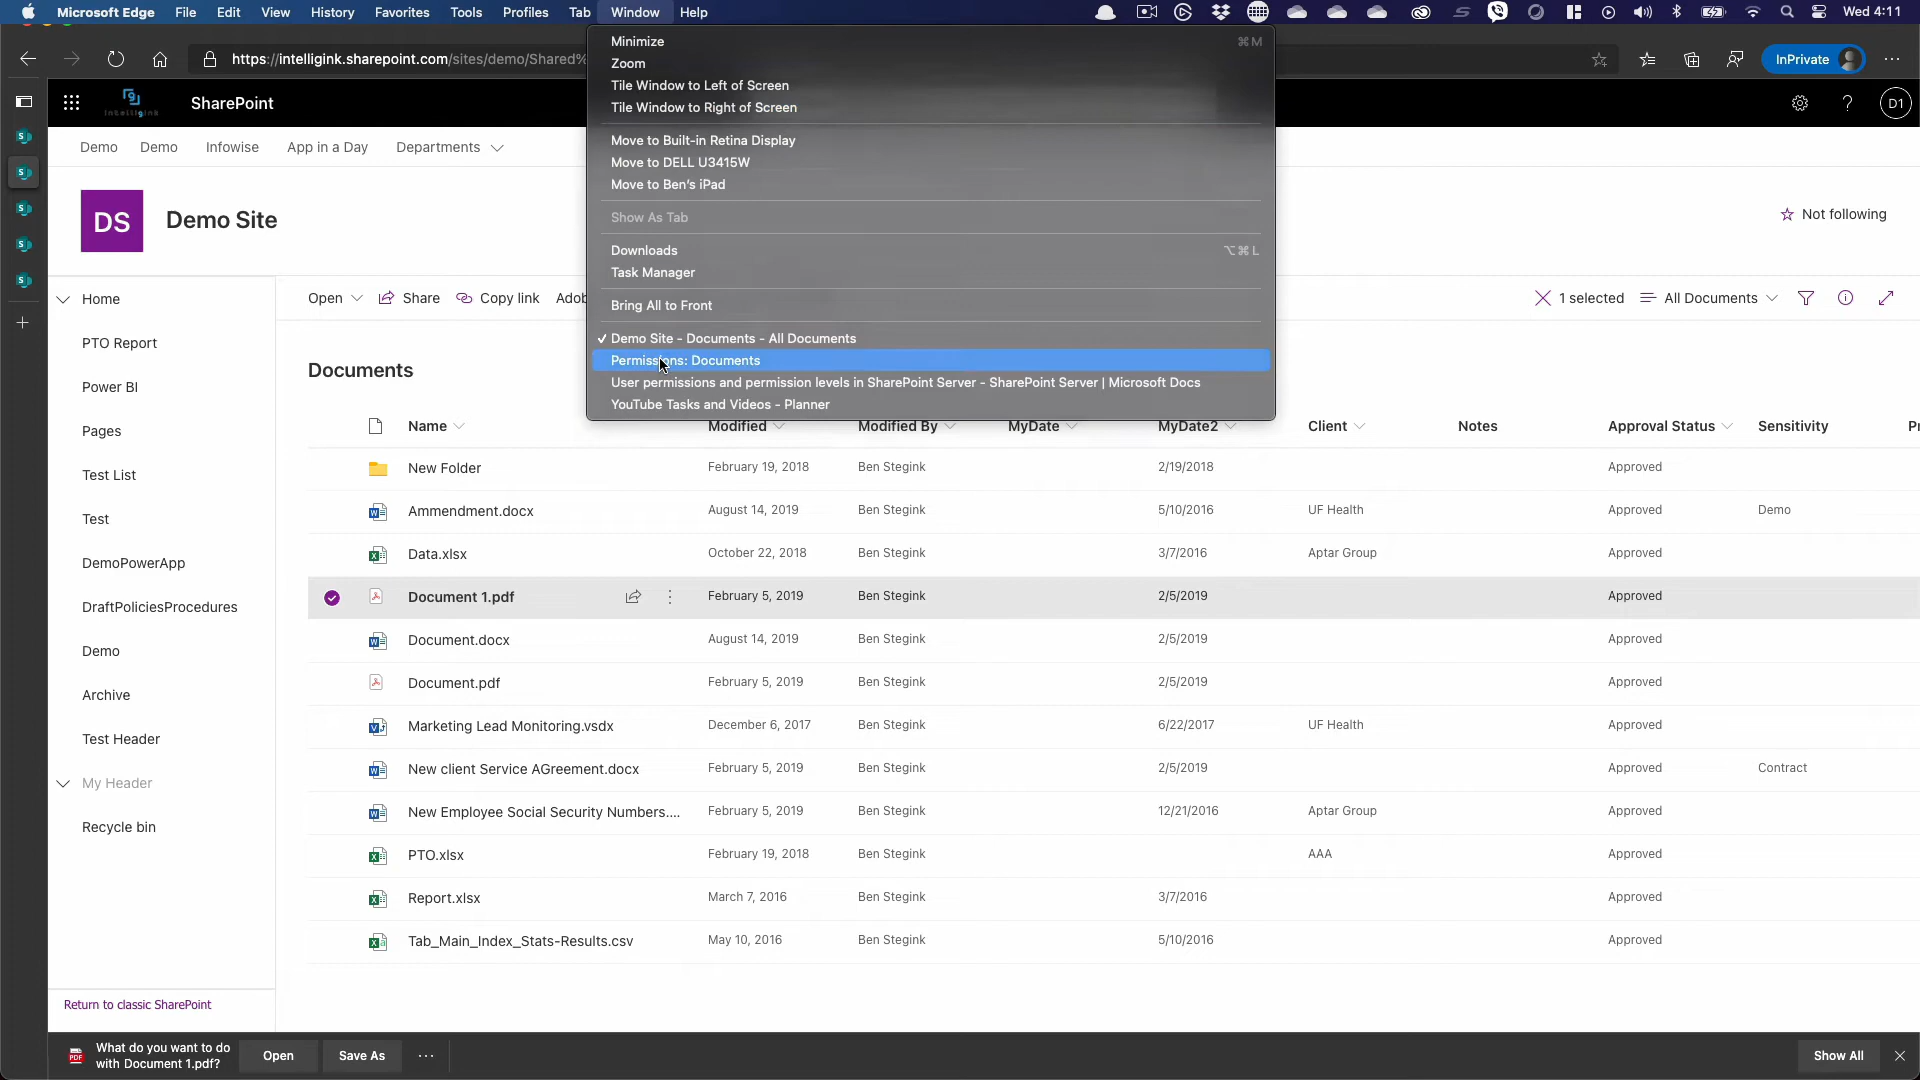 Microsoft Edge File Edit View History Favorites Tools Profiles Tab Window Help Wed 4:11
https://intelligink.sharepoint.com/sites/demo/Shared% InPrivate
intelligink SharePoint ? D1
Demo Demo Infowise App in a Day Departments
DS Demo Site Not following
Minimize ⌘M
Zoom
Tile Window to Left of Screen
Tile Window to Right of Screen
Move to Built-in Retina Display
Move to DELL U3415W
Move to Ben's iPad
Show As Tab
Downloads ⌥⌘L
Task Manager
Bring All to Front
✓ Demo Site - Documents - All Documents
Permissions: Documents
User permissions and permission levels in SharePoint Server - SharePoint Server | Microsoft Docs
YouTube Tasks and Videos - Planner
Home
PTO Report
Power BI
Pages
Test List
Test
DemoPowerApp
DraftPoliciesProcedures
Demo
Archive
Test Header
My Header
Recycle bin
Return to classic SharePoint
Open Share Copy link Adob 1 selected All Documents
Documents
Name Modified Modified By MyDate MyDate2 Client Notes Approval Status Sensitivity Pr
New Folder February 19, 2018 Ben Stegink 2/19/2018 Approved
Ammendment.docx August 14, 2019 Ben Stegink 5/10/2016 UF Health Approved Demo
Data.xlsx October 22, 2018 Ben Stegink 3/7/2016 Aptar Group Approved
Document 1.pdf February 5, 2019 Ben Stegink 2/5/2019 Approved
Document.docx August 14, 2019 Ben Stegink 2/5/2019 Approved
Document.pdf February 5, 2019 Ben Stegink 2/5/2019 Approved
Marketing Lead Monitoring.vsdx December 6, 2017 Ben Stegink 6/22/2017 UF Health Approved
New client Service AGreement.docx February 5, 2019 Ben Stegink 2/5/2019 Approved Contract
New Employee Social Security Numbers.... February 5, 2019 Ben Stegink 12/21/2016 Aptar Group Approved
PTO.xlsx February 19, 2018 Ben Stegink AAA Approved
Report.xlsx March 7, 2016 Ben Stegink 3/7/2016 Approved
Tab_Main_Index_Stats-Results.csv May 10, 2016 Ben Stegink 5/10/2016 Approved
What do you want to do
with Document 1.pdf?
Open Save As ... Show All